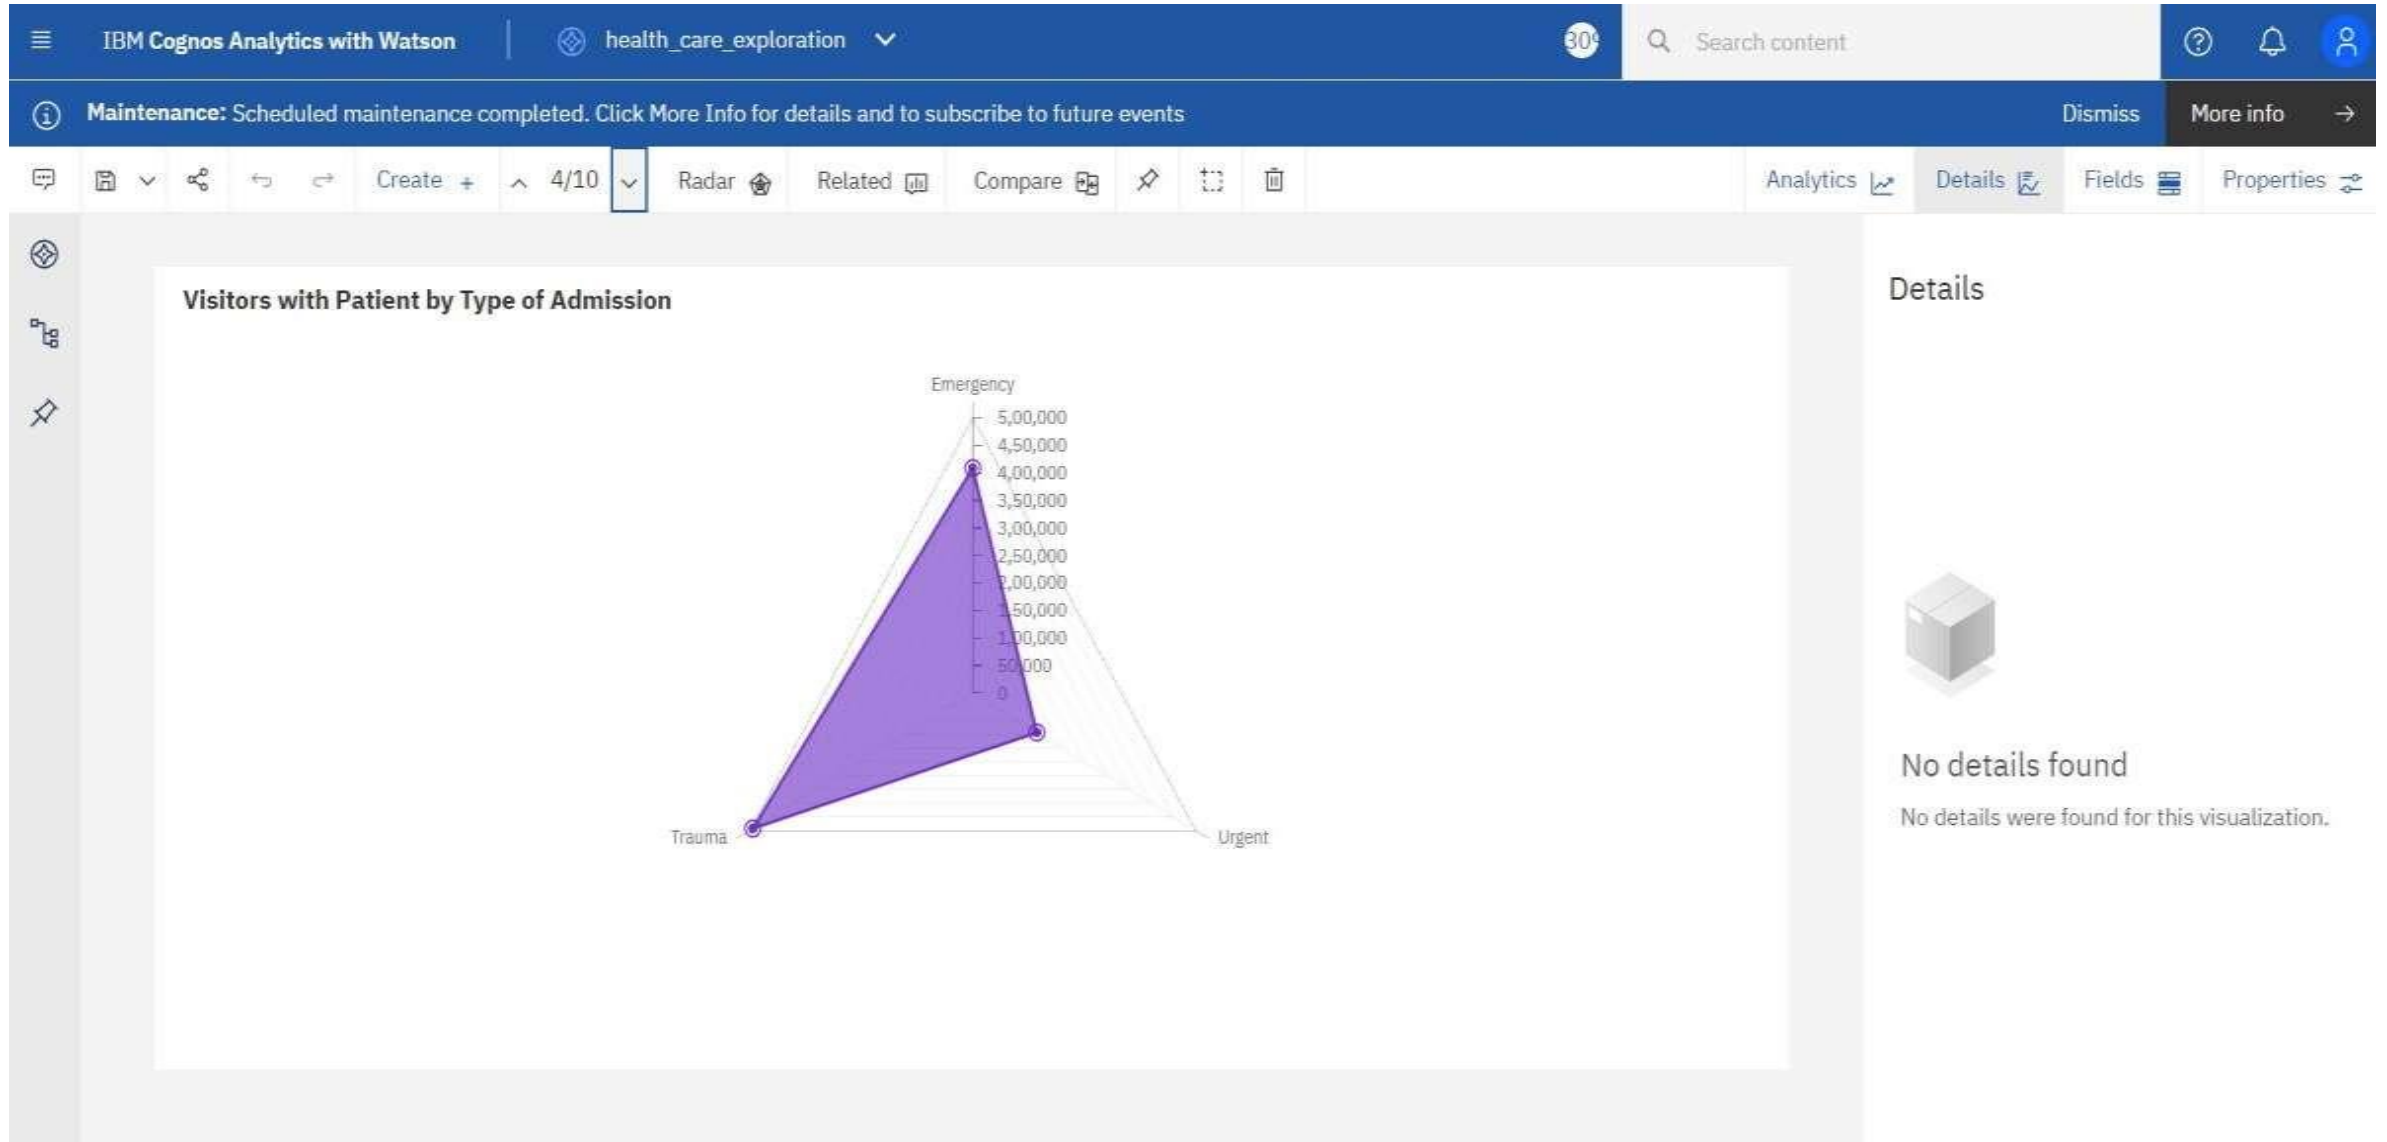 IBM Cognos Analytics with Watson health_care_exploration 30 Search content
Maintenance: Scheduled maintenance completed. Click More Info for details and to subscribe to future events Dismiss More info
Create + 4/10 Radar Related Compare Analytics Details Fields Properties
Details
Visitors with Patient by Type of Admission
Emergency
5,00,000
4,50,000
4,00,000
3,50,000
3,00,000
2,50,000
2,00,000
1,50,000
1,00,000
50,000
0
Trauma Urgent
No details found
No details were found for this visualization.